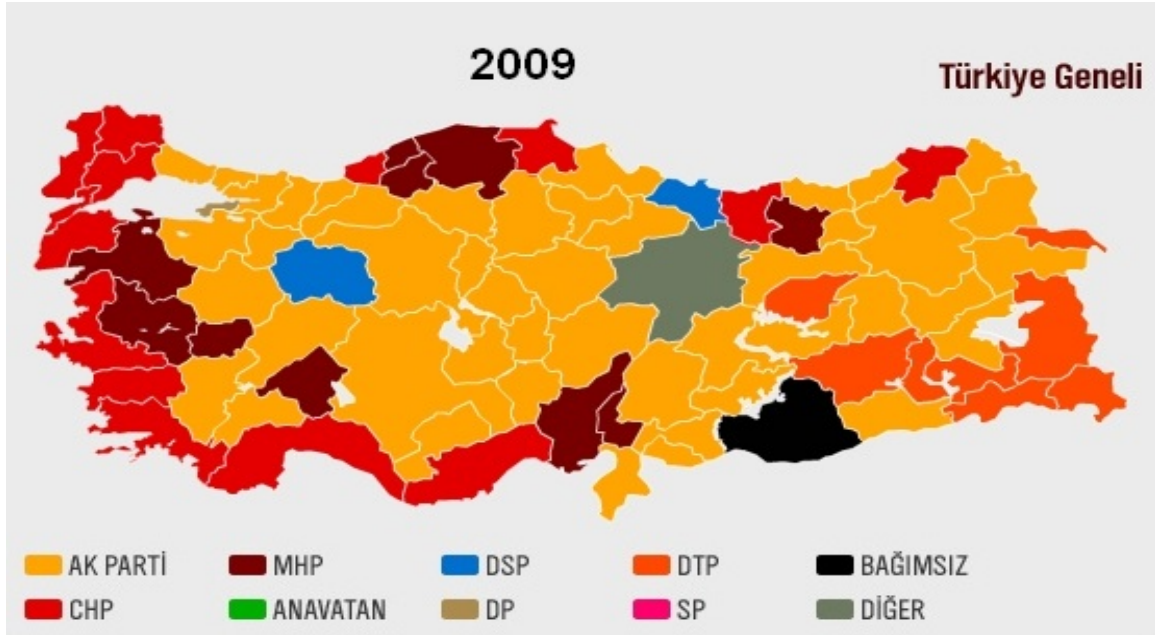 2009
Türkiye Geneli
AK PARTİ
MHP
DSP
DTP
BAĞIMSIZ
CHP
ANAVATAN
DP
SP
DİĞER